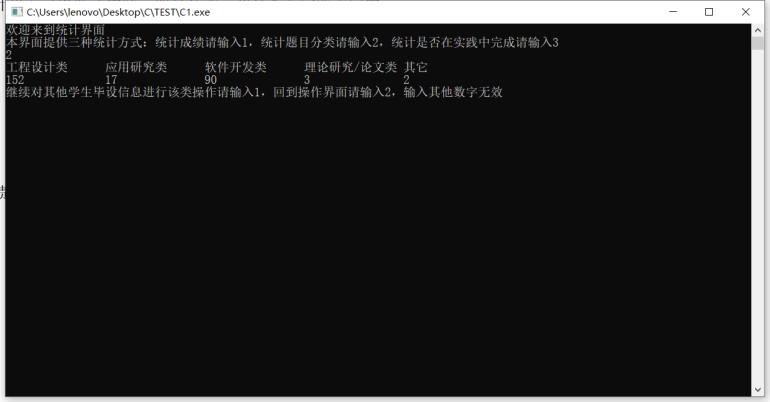 C:\Users\lenovo\Desktop\C\TEST\C1.exe
欢迎来到统计界面
本界面提供三种统计方式：统计成绩请输入1，统计题目分类请输入2，统计是否在实践中完成请输入3
2
工程设计类 应用研究类 软件开发类 理论研究/论文类 其它
152 17 90 3 2
继续对其他学生毕设信息进行该类操作请输入1，回到操作界面请输入2，输入其他数字无效